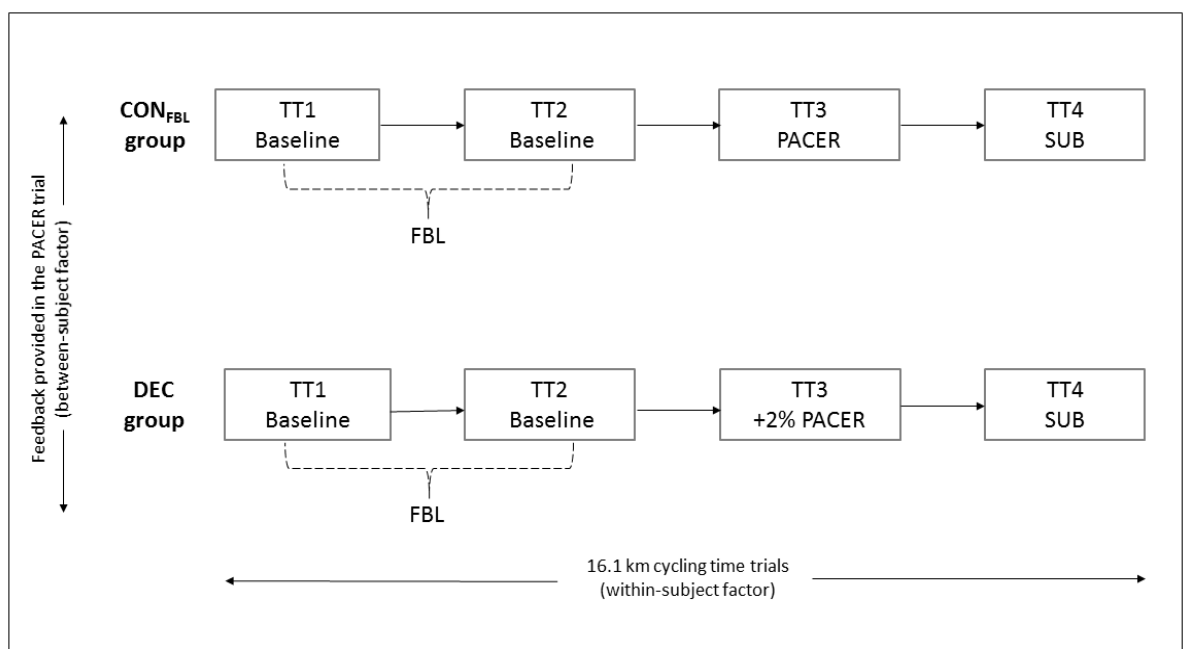 CONFBL
group
TT1
Baseline
TT2
Baseline
TT3
PACER
TT4
SUB
FBL
Feedback provided in the PACER trial
(between-subject factor)
DEC
group
TT1
Baseline
TT2
Baseline
TT3
+2% PACER
TT4
SUB
FBL
16.1 km cycling time trials
(within-subject factor)